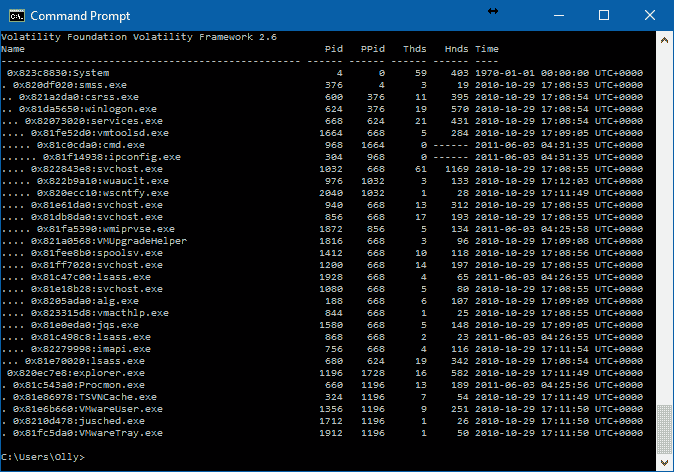 Command Prompt
Volatility Foundation Volatility Framework 2.6
Name Pid PPid Thds Hnds Time
-------------------------------------------------- ------ ------ ------ ------ ----
0x823c8830:System 4 0 59 403 1970-01-01 00:00:00 UTC+0000
. 0x820df020:smss.exe 376 4 3 19 2010-10-29 17:08:53 UTC+0000
.. 0x821a2da0:csrss.exe 600 376 11 395 2010-10-29 17:08:54 UTC+0000
.. 0x81da5650:winlogon.exe 624 376 19 570 2010-10-29 17:08:54 UTC+0000
... 0x82073020:services.exe 668 624 21 431 2010-10-29 17:08:54 UTC+0000
.... 0x81fe52d0:vmtoolsd.exe 1664 668 5 284 2010-10-29 17:09:05 UTC+0000
..... 0x81c0cda0:cmd.exe 968 1664 0 ------ 2011-06-03 04:31:35 UTC+0000
...... 0x81f14938:ipconfig.exe 304 968 0 ------ 2011-06-03 04:31:35 UTC+0000
.... 0x822843e8:svchost.exe 1032 668 61 1169 2010-10-29 17:08:55 UTC+0000
..... 0x822b9a10:wuauclt.exe 976 1032 3 133 2010-10-29 17:12:03 UTC+0000
..... 0x820ecc10:wscntfy.exe 2040 1032 1 28 2010-10-29 17:11:49 UTC+0000
.... 0x81e61da0:svchost.exe 940 668 13 312 2010-10-29 17:08:55 UTC+0000
.... 0x81db8da0:svchost.exe 856 668 17 193 2010-10-29 17:08:55 UTC+0000
..... 0x81fa5390:wmiprvse.exe 1872 856 5 134 2011-06-03 04:25:58 UTC+0000
.... 0x821a0568:VMUpgradeHelper 1816 668 3 96 2010-10-29 17:09:08 UTC+0000
.... 0x81fee8b0:spoolsv.exe 1412 668 10 118 2010-10-29 17:08:56 UTC+0000
.... 0x81ff7020:svchost.exe 1200 668 14 197 2010-10-29 17:08:55 UTC+0000
.... 0x81c47c00:lsass.exe 1928 668 4 65 2011-06-03 04:26:55 UTC+0000
.... 0x81e18b28:svchost.exe 1080 668 5 80 2010-10-29 17:08:55 UTC+0000
.... 0x8205ada0:alg.exe 188 668 6 107 2010-10-29 17:09:09 UTC+0000
.... 0x823315d8:vmacthlp.exe 844 668 1 25 2010-10-29 17:08:55 UTC+0000
.... 0x81e0eda0:jqs.exe 1580 668 5 148 2010-10-29 17:09:05 UTC+0000
.... 0x81c498c8:lsass.exe 868 668 2 23 2011-06-03 04:26:55 UTC+0000
.... 0x82279998:imapi.exe 756 668 4 116 2010-10-29 17:11:54 UTC+0000
... 0x81e70020:lsass.exe 680 624 19 342 2010-10-29 17:08:54 UTC+0000
0x820ec7e8:explorer.exe 1196 1728 16 582 2010-10-29 17:11:49 UTC+0000
. 0x81c543a0:Procmon.exe 660 1196 13 189 2011-06-03 04:25:56 UTC+0000
. 0x81e86978:TSVNCache.exe 324 1196 7 54 2010-10-29 17:11:49 UTC+0000
. 0x81e6b660:VMwareUser.exe 1356 1196 9 251 2010-10-29 17:11:50 UTC+0000
. 0x8210d478:jusched.exe 1712 1196 1 26 2010-10-29 17:11:50 UTC+0000
. 0x81fc5da0:VMwareTray.exe 1912 1196 1 50 2010-10-29 17:11:50 UTC+0000
C:\Users\Olly>